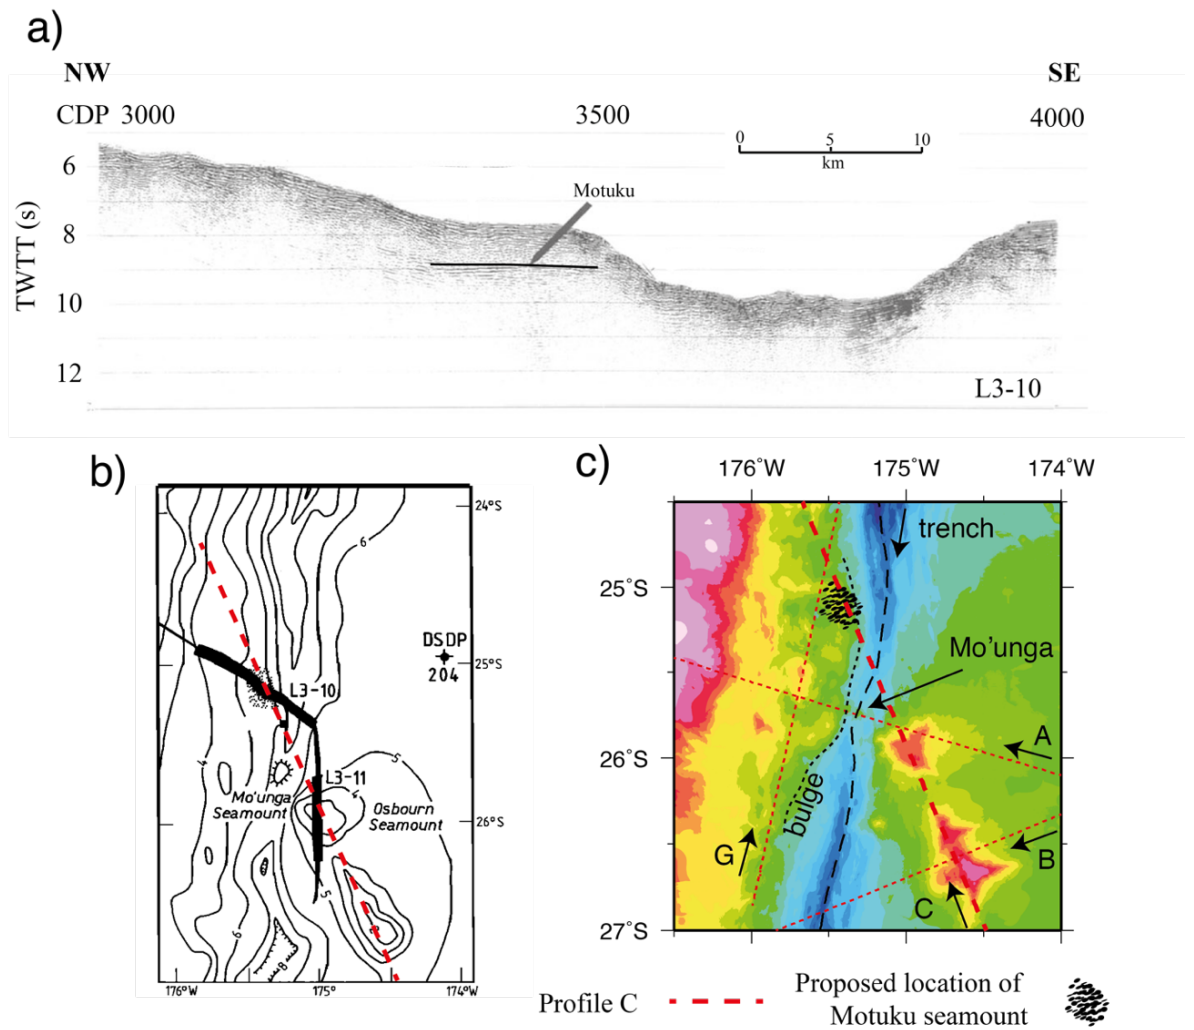 a)
NW
SE
CDP 3000
3500
4000
0
5
10
km
Motuku
TWTT (s)
6
8
10
12
L3-10
b)
24°S
6
DSDP
204
25°S
L3-10
4
5
L3-11
4
Mo'unga
Seamount
Osbourn
Seamount
26°S
5
6
8
176°W
175°W
174°W
c)
176°W
175°W
174°W
trench
25°S
Mo'unga
A
26°S
bulge
G
B
C
27°S
Profile C
Proposed location of
Motuku seamount